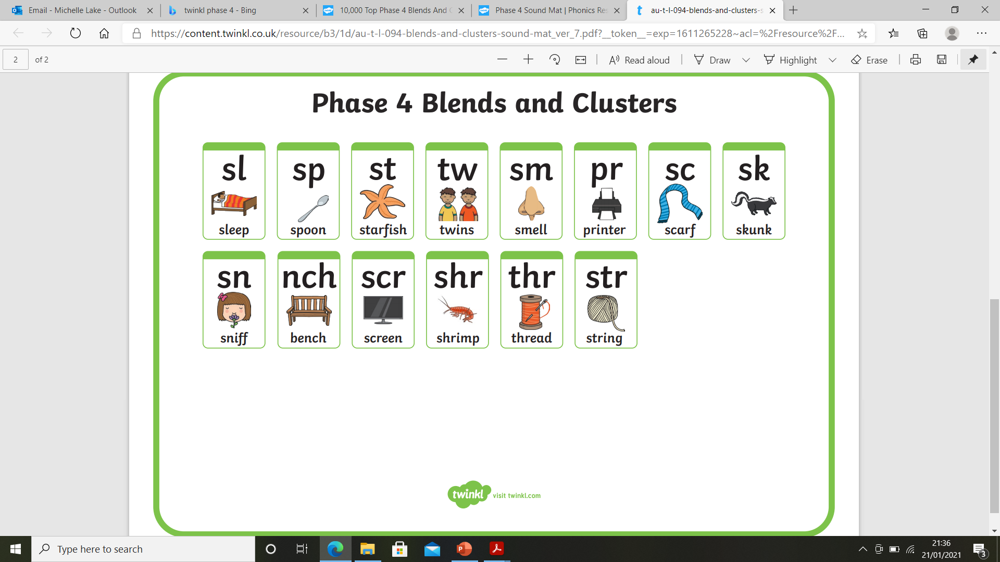 Email - Michelle Lake - Outlook
twinkl phase 4 - Bing
10,000 Top Phase 4 Blends And C
Phase 4 Sound Mat | Phonics Res
au-t-l-094-blends-and-clusters-s
https://content.twinkl.co.uk/resource/b3/1d/au-t-l-094-blends-and-clusters-sound-mat_ver_7.pdf?__token__=exp=1611265228~acl=%2Fresource%2F...
2 of 2 Read aloud Draw Highlight Erase
Phase 4 Blends and Clusters
sl sp st tw sm pr sc sk
sleep spoon starfish twins smell printer scarf skunk
sn nch scr shr thr str
sniff bench screen shrimp thread string
twinkl visit twinkl.com
Type here to search
21:36
21/01/2021
3